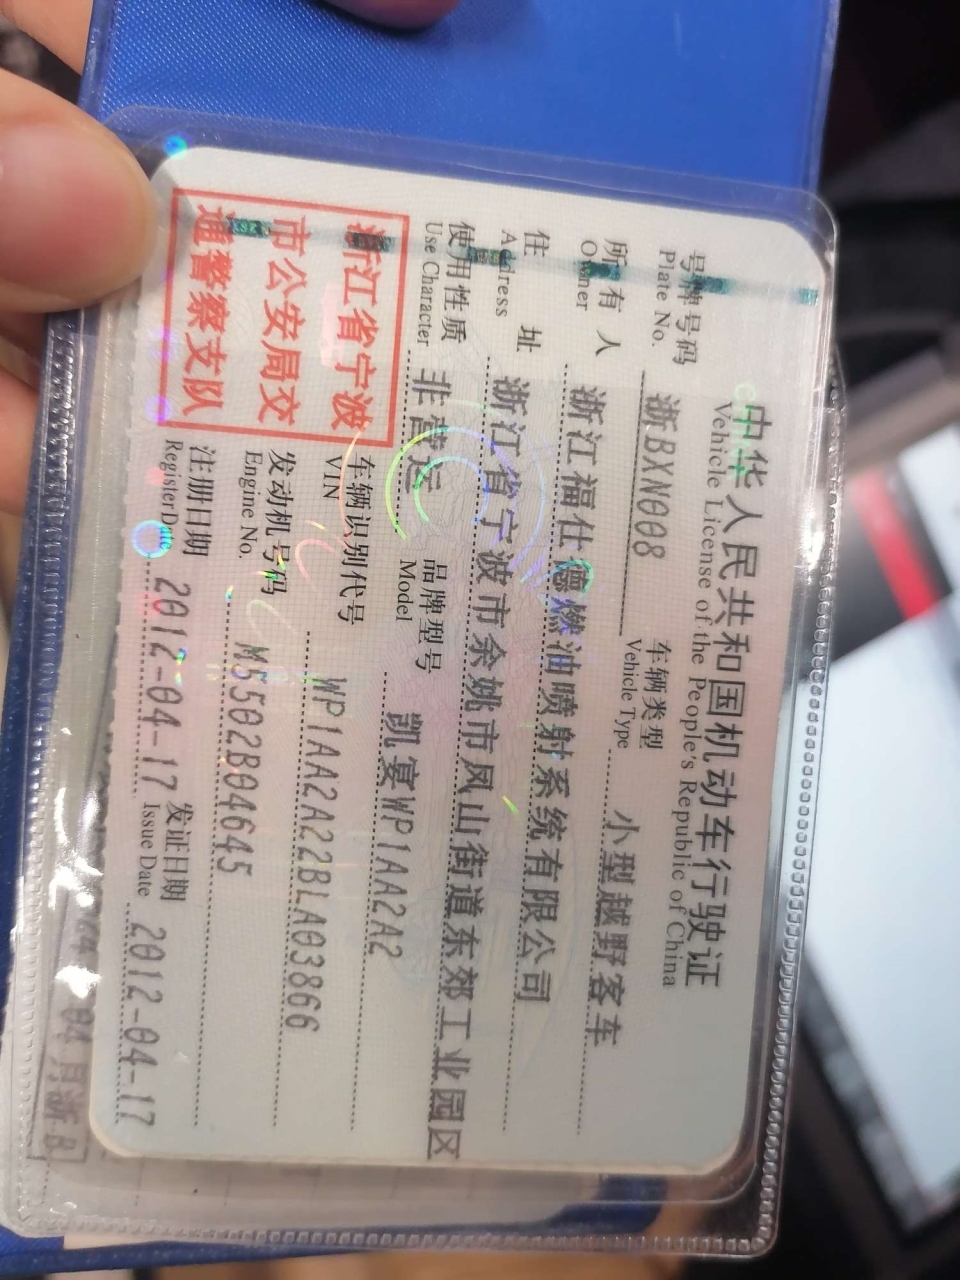 中华人民共和国机动车行驶证
Vehicle License of the People's Republic of China
号牌号码 浙BXN008 车辆类型 小型越野客车
Plate No. Vehicle Type
所有人 浙江福仕德燃油喷射系统有限公司
Owner
住址 浙江省宁波市余姚市凤山街道东郊工业园区
Address
使用性质 非营运 品牌型号 凯宴WP1AA2A2
Use Character Model
浙江省宁波
市公安局交
通警察支队
车辆识别代号 WP1AA2A22BLA03866
VIN
发动机号码 M5502B04645
Engine No.
注册日期 2012-04-17 发证日期 2012-04-17
Register Date Issue Date